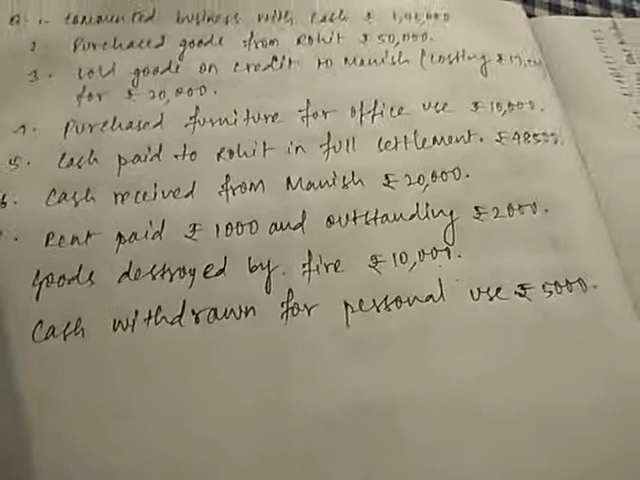 Q. 1. Commented business with cash ₹ 1,00,000
2. Purchased goods from Rohit ₹50,000.
3. Sold goods on credit to Manish (costing ₹
for ₹ 20,000.
4. Purchased furniture for office use ₹10,000.
5. Cash paid to Rohit in full settlement. ₹48500.
6. Cash received from Manish ₹20,000.
Rent paid ₹ 1000 and outstanding ₹2000.
Goods destroyed by fire ₹10,000.
Cash withdrawn for personal use ₹5000.